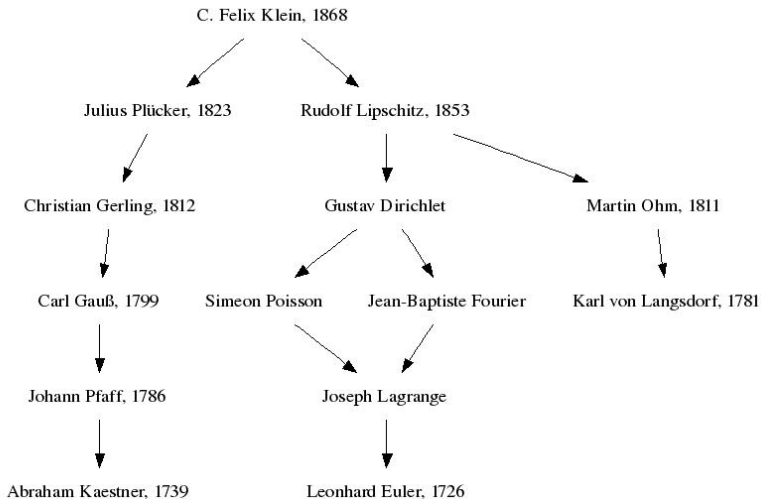 C. Felix Klein, 1868
Julius Plücker, 1823
Rudolf Lipschitz, 1853
Christian Gerling, 1812
Gustav Dirichlet
Martin Ohm, 1811
Carl Gauß, 1799
Simeon Poisson
Jean-Baptiste Fourier
Karl von Langsdorf, 1781
Johann Pfaff, 1786
Joseph Lagrange
Abraham Kaestner, 1739
Leonhard Euler, 1726